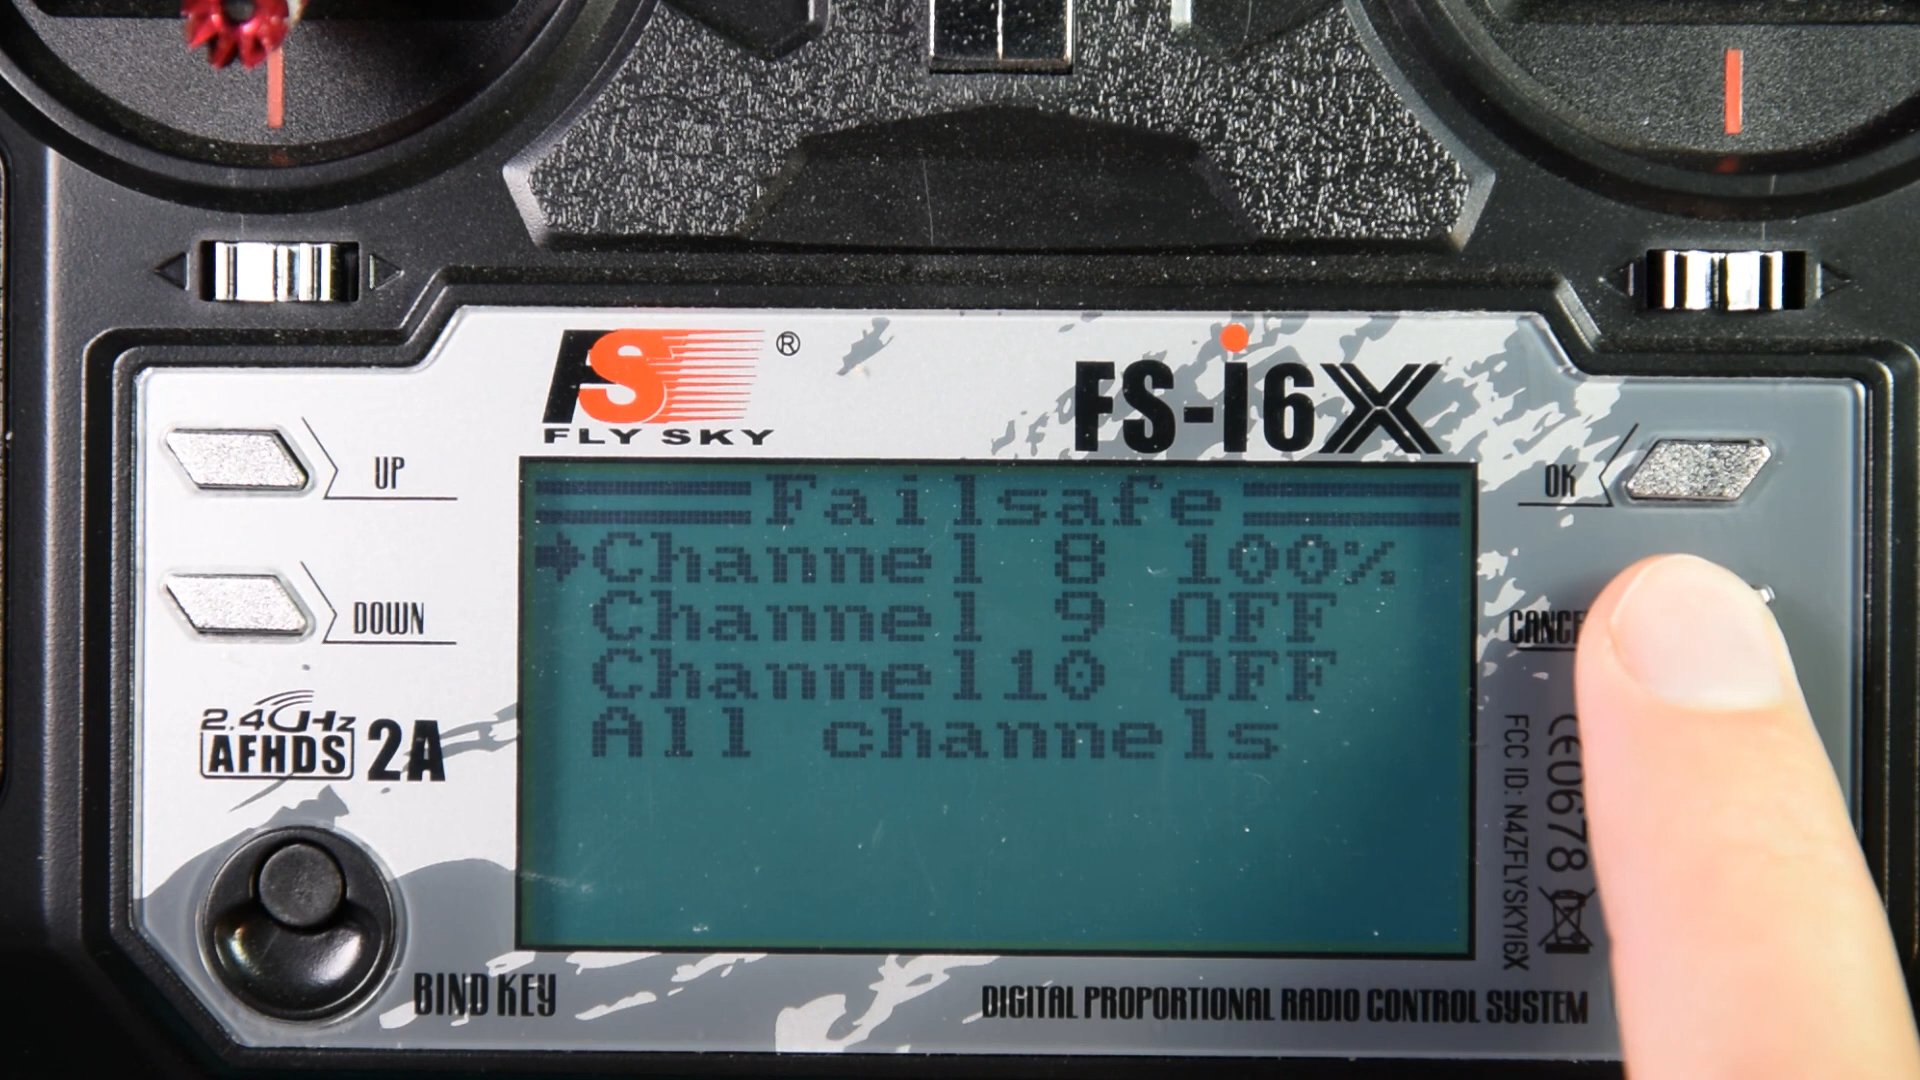 FS ®
FLY SKY
FS-i6X
UP
OK
DOWN
Failsafe
Channel 8 100%
Channel 9 OFF
Channel10 OFF
All channels
2.4GHz
AFHDS 2A
CE0678
FCC ID: N4ZFLYSKYI6X
BIND KEY
DIGITAL PROPORTIONAL RADIO CONTROL SYSTEM